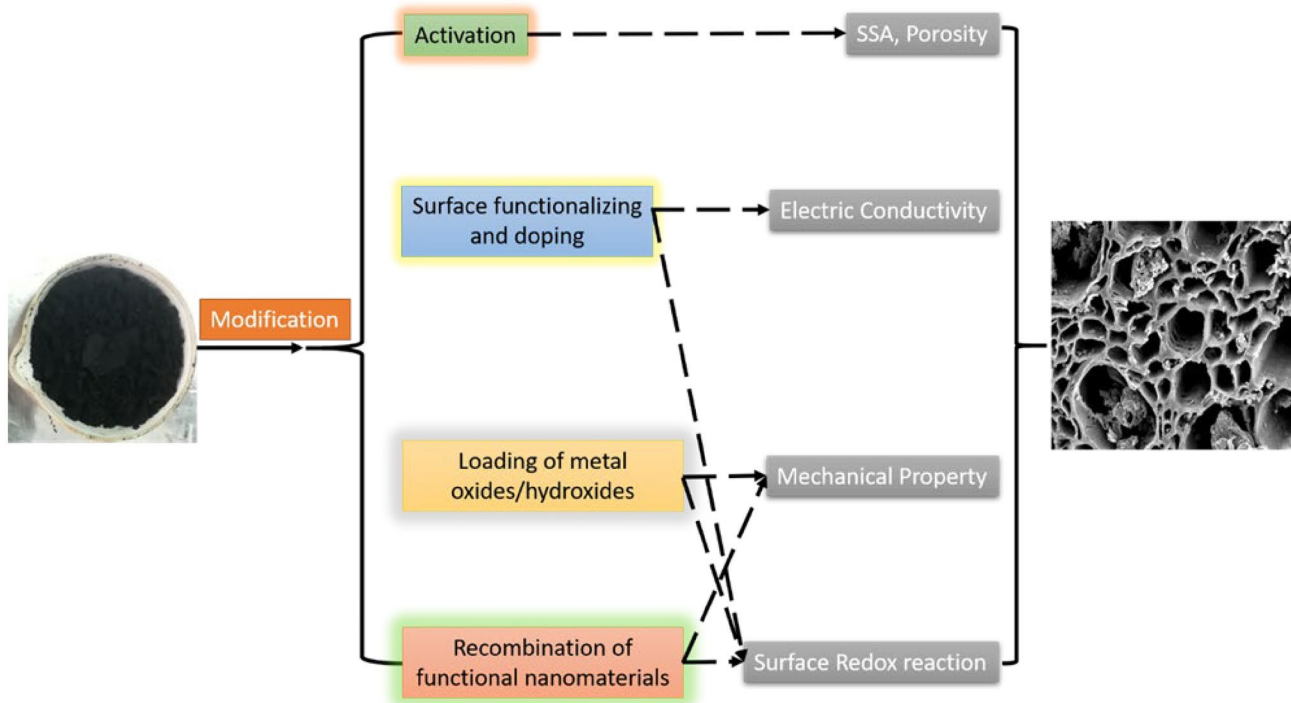 Activation
SSA, Porosity
Surface functionalizing
and doping
Electric Conductivity
Modification
Loading of metal
oxides/hydroxides
Mechanical Property
Recombination of
functional nanomaterials
Surface Redox reaction